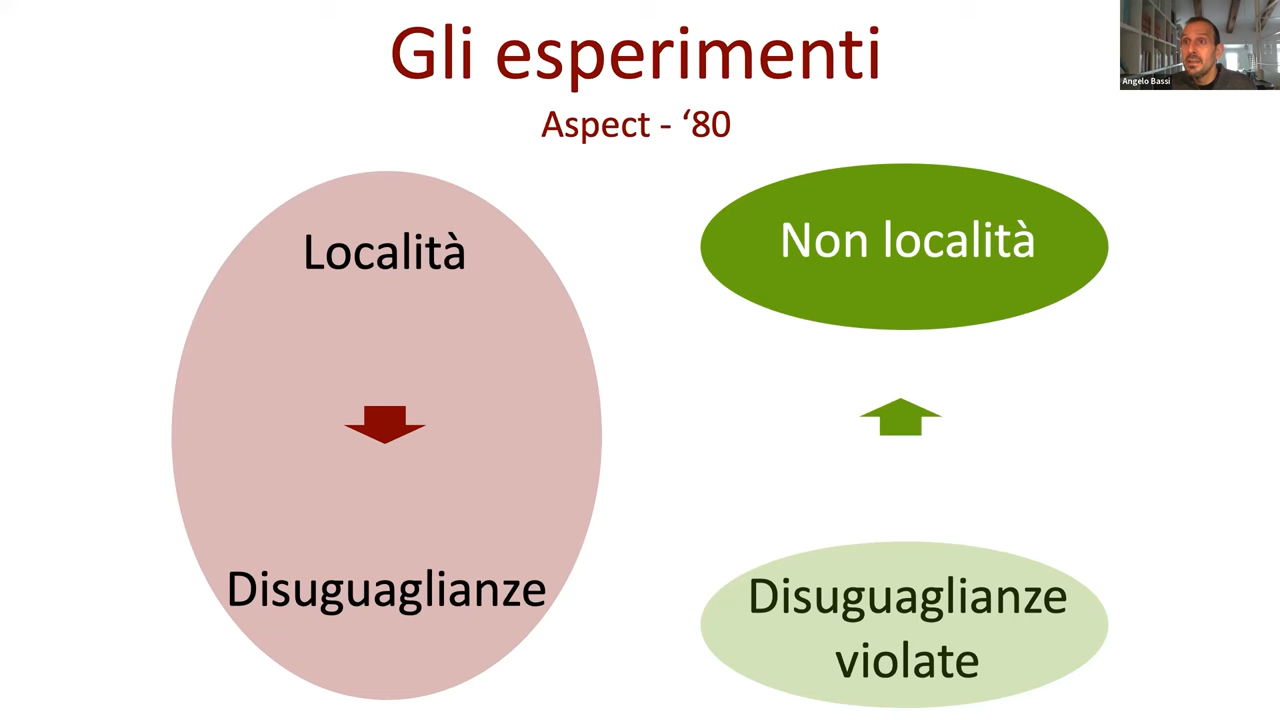 Gli esperimenti
Aspect - ‘80
Angelo Bassi
Località
Non località
Disuguaglianze
Disuguaglianze
violate